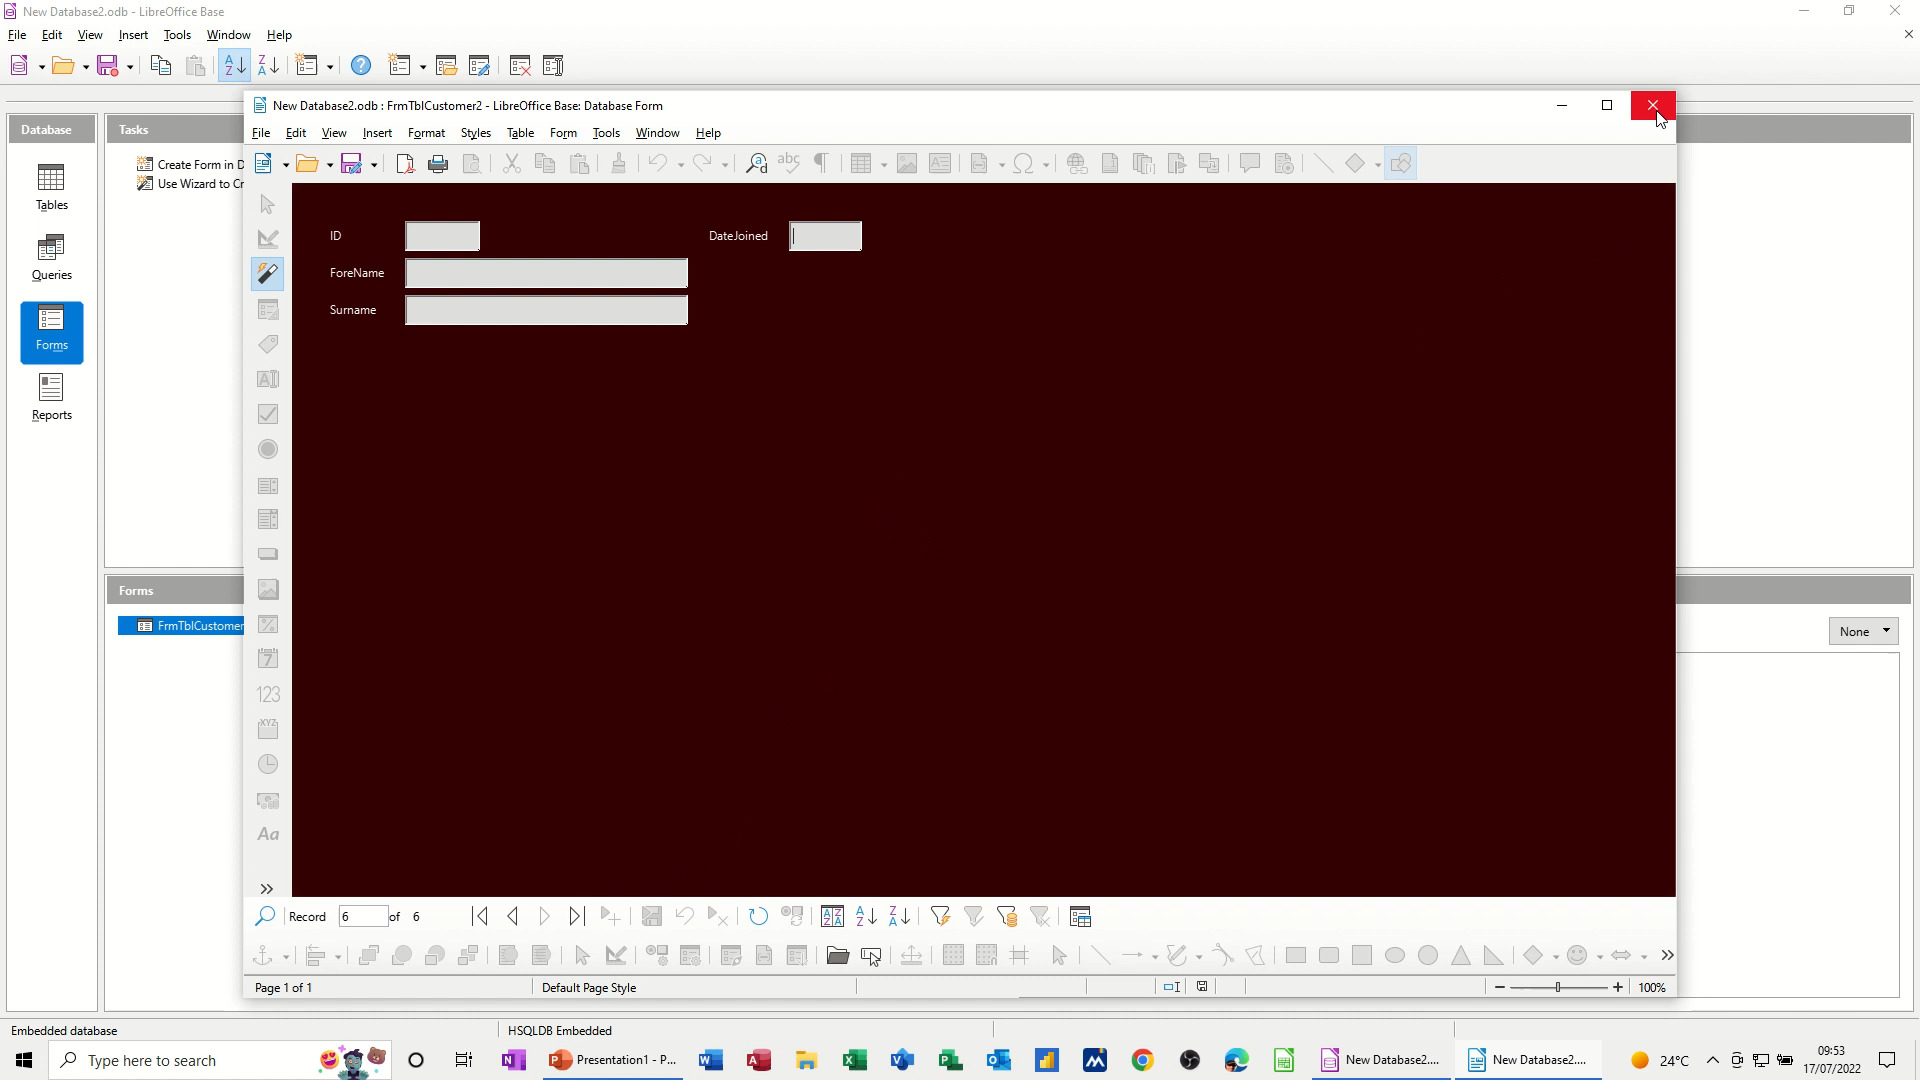 New Database2.odb - LibreOffice Base
File Edit View Insert Tools Window Help
Database
Tasks
Create Form in D
Use Wizard to Cr
Tables
Queries
Forms
Reports
Forms
FrmTblCustomer
None
New Database2.odb : FrmTblCustomer2 - LibreOffice Base: Database Form
File Edit View Insert Format Styles Table Form Tools Window Help
ID
DateJoined
ForeName
Surname
123
XYZ
Aa
Record 6 of 6
Page 1 of 1
Default Page Style
100%
Embedded database
HSQLDB Embedded
Type here to search
Presentation1 - P...
New Database2....
New Database2....
24°C
09:53
17/07/2022